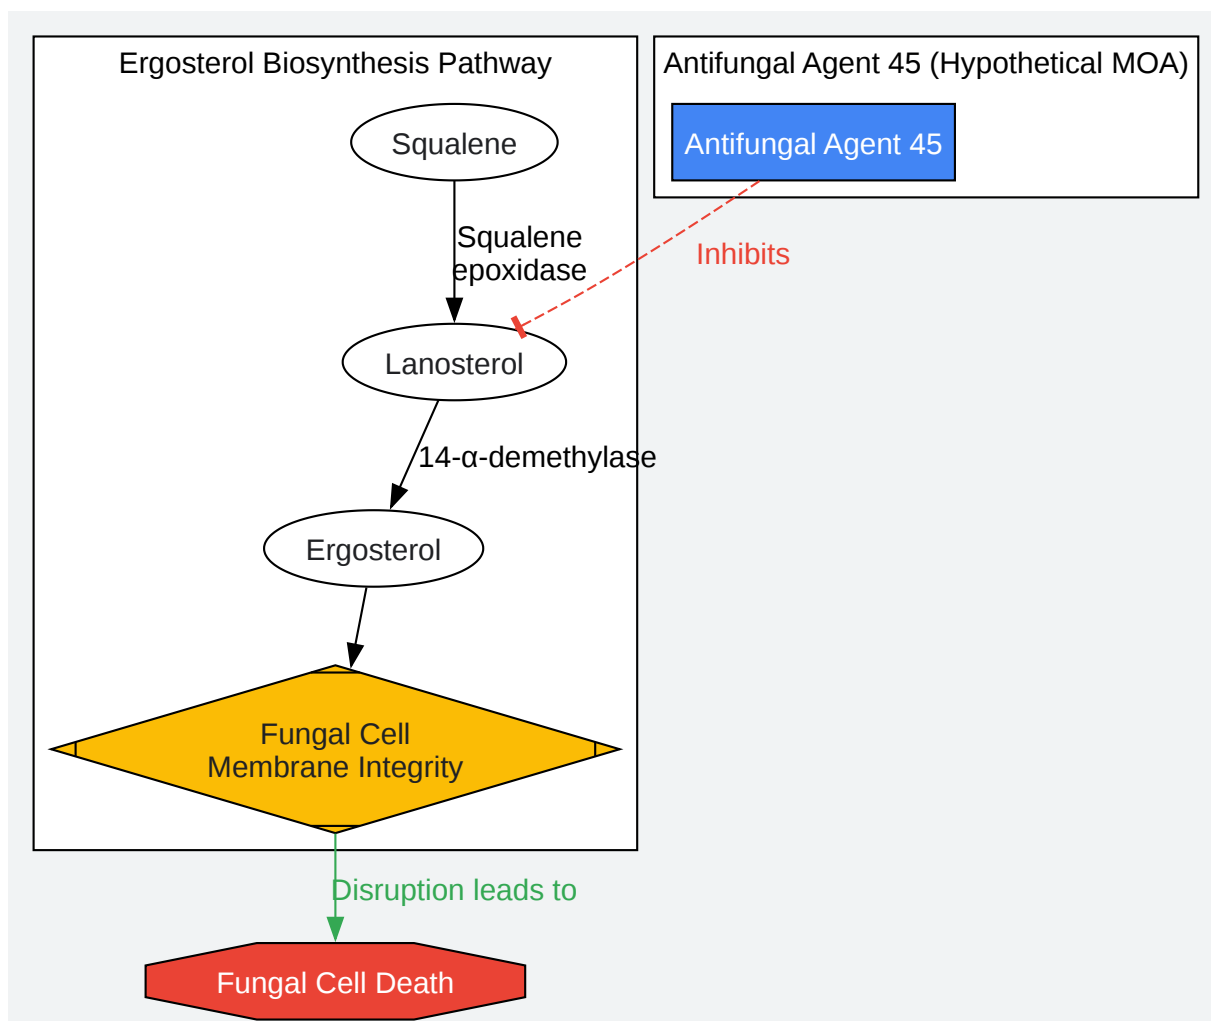 Ergosterol Biosynthesis Pathway
Antifungal Agent 45 (Hypothetical MOA)
Squalene
Antifungal Agent 45
Squalene
epoxidase
Inhibits
Lanosterol
14-α-demethylase
Ergosterol
Fungal Cell
Membrane Integrity
Disruption leads to
Fungal Cell Death